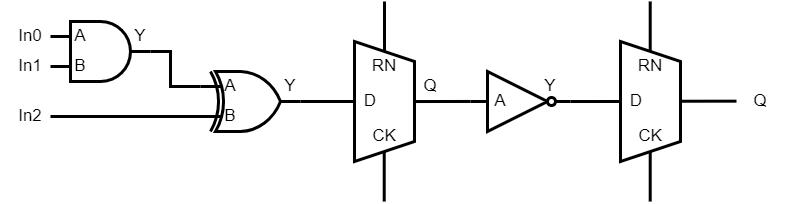 In0 A Y
In1 B
A Y
In2 B
RN
D Q
CK
A Y
RN
D Q
CK